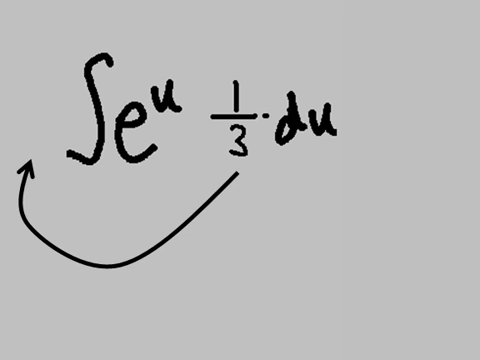 ∫e^u 1/3 · du